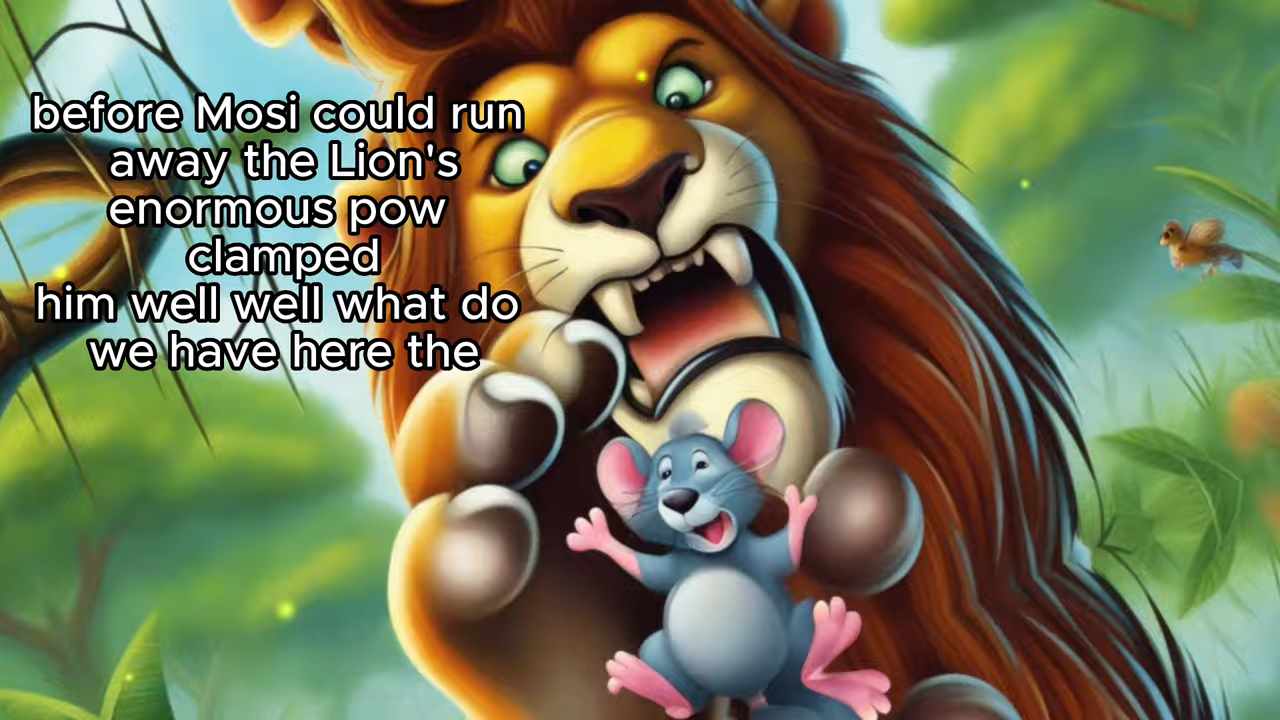 before Mosi could run
away the Lion's
enormous pow
clamped
him well well what do
we have here the